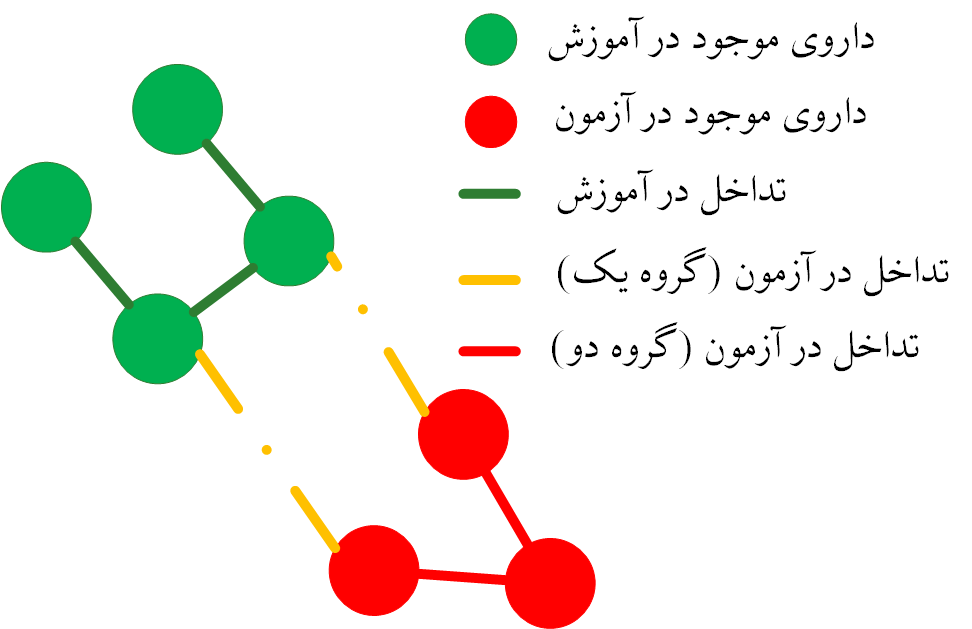 داروی موجود در آموزش
داروی موجود در آزمون
تداخل در آموزش
تداخل در آزمون (گروه یک)
تداخل در آزمون (گروه دو)